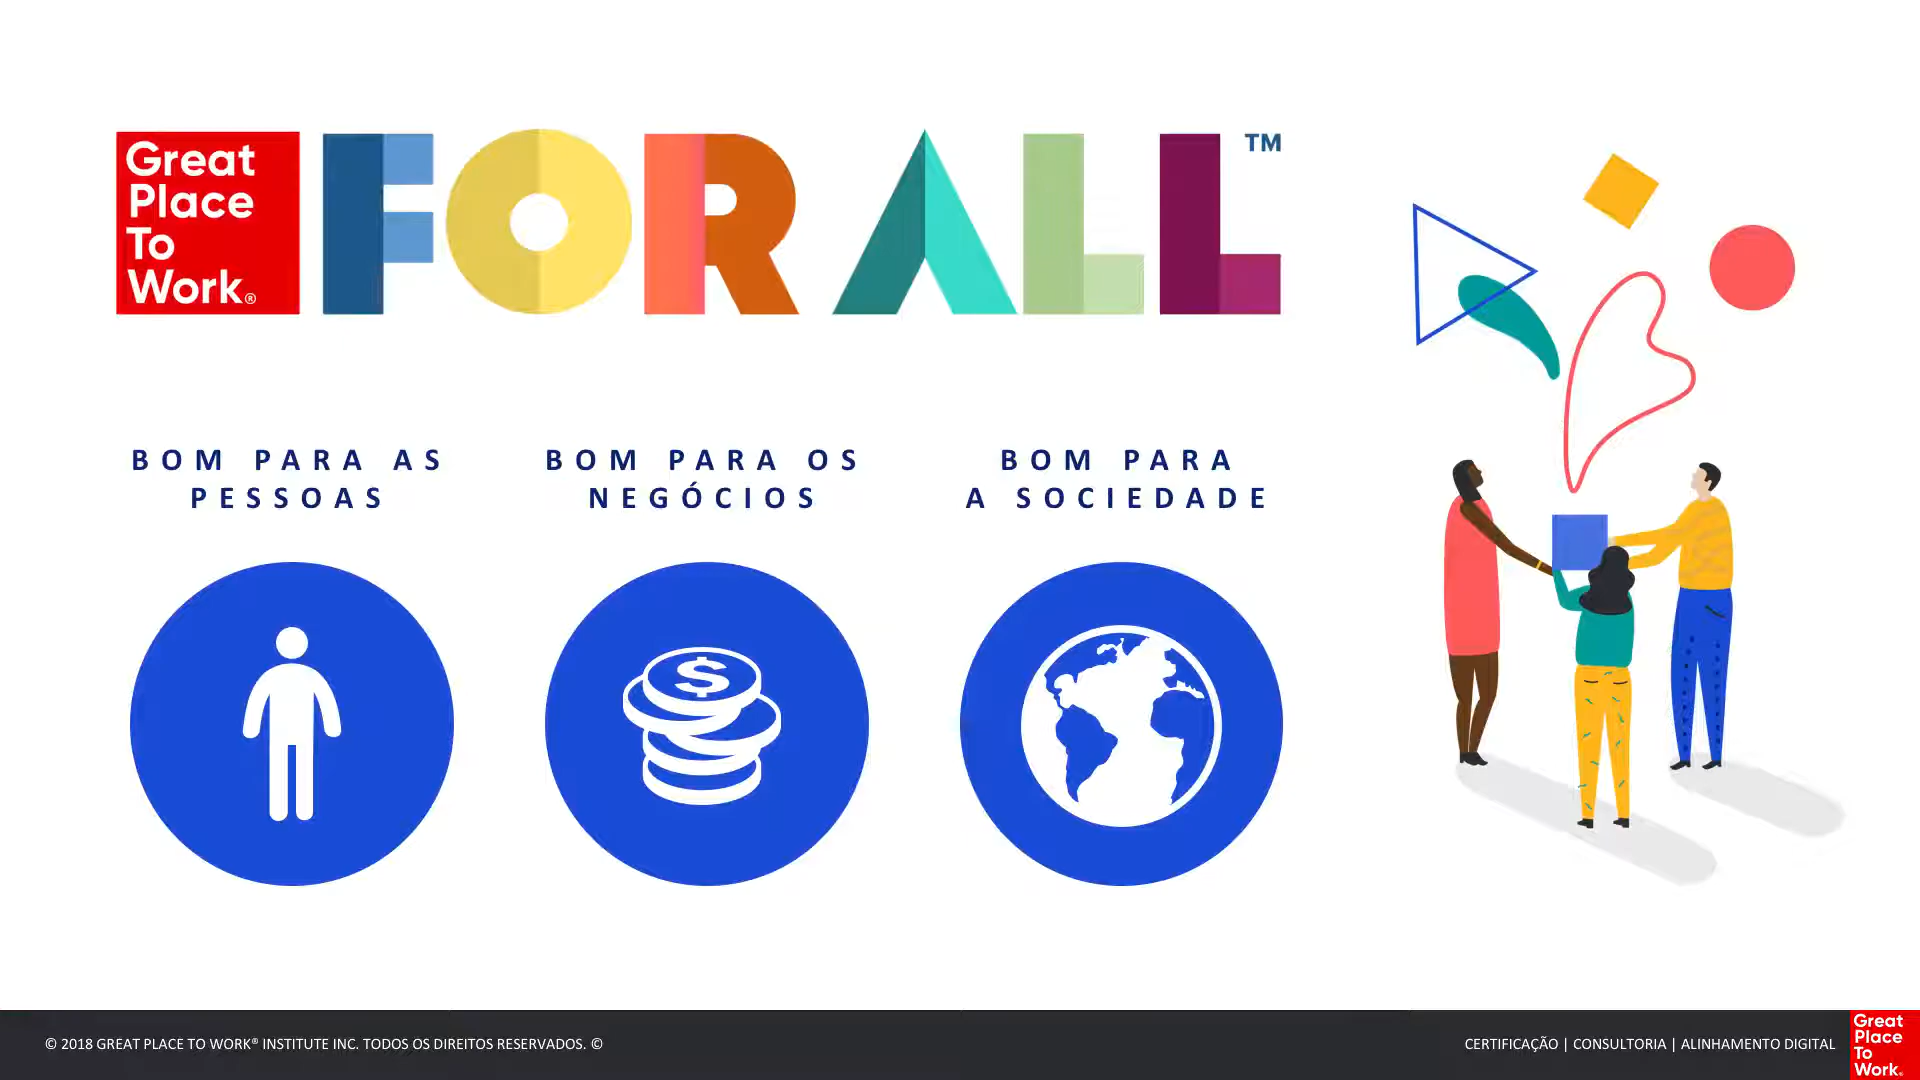 Great
Place
To
Work®
FOR ALL™
BOM PARA AS
PESSOAS
BOM PARA OS
NEGÓCIOS
BOM PARA
A SOCIEDADE
$
© 2018 GREAT PLACE TO WORK® INSTITUTE INC. TODOS OS DIREITOS RESERVADOS. ©
CERTIFICAÇÃO | CONSULTORIA | ALINHAMENTO DIGITAL
Great
Place
To
Work®